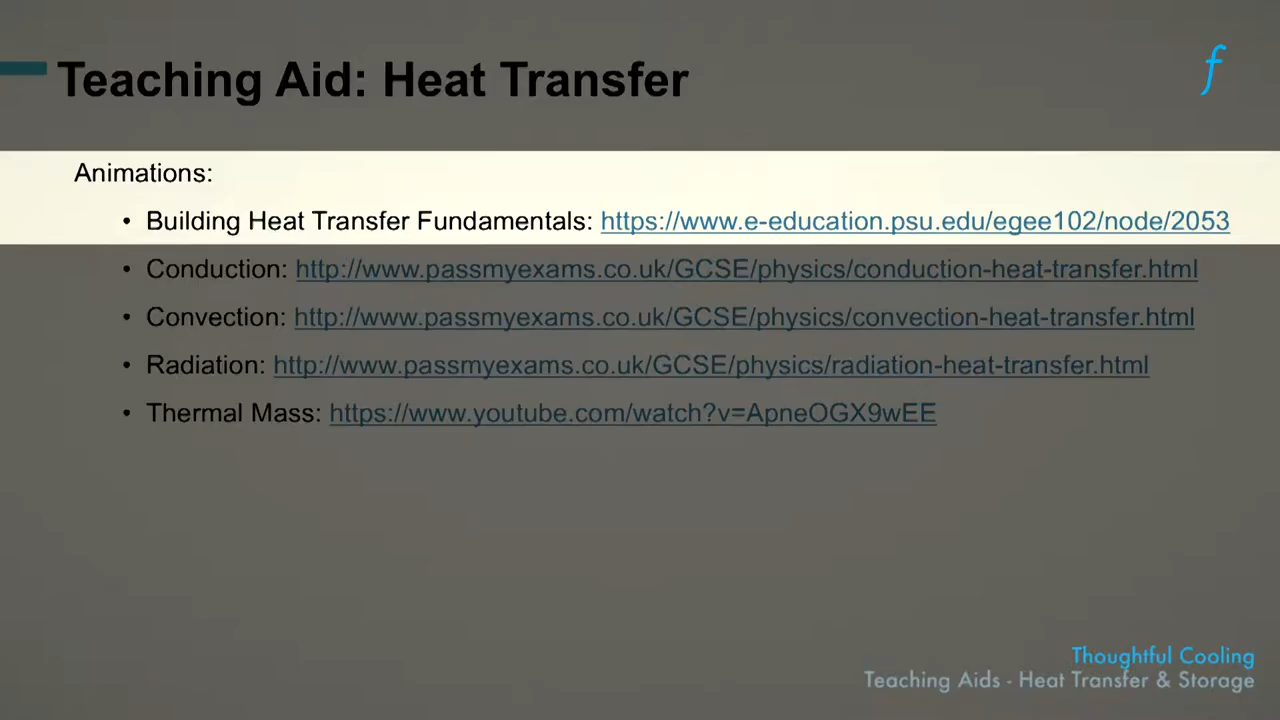 Teaching Aid: Heat Transfer
f
Animations:
• Building Heat Transfer Fundamentals: https://www.e-education.psu.edu/egee102/node/2053
• Conduction: http://www.passmyexams.co.uk/GCSE/physics/conduction-heat-transfer.html
• Convection: http://www.passmyexams.co.uk/GCSE/physics/convection-heat-transfer.html
• Radiation: http://www.passmyexams.co.uk/GCSE/physics/radiation-heat-transfer.html
• Thermal Mass: https://www.youtube.com/watch?v=ApneOGX9wEE
Thoughtful Cooling
Teaching Aids - Heat Transfer & Storage